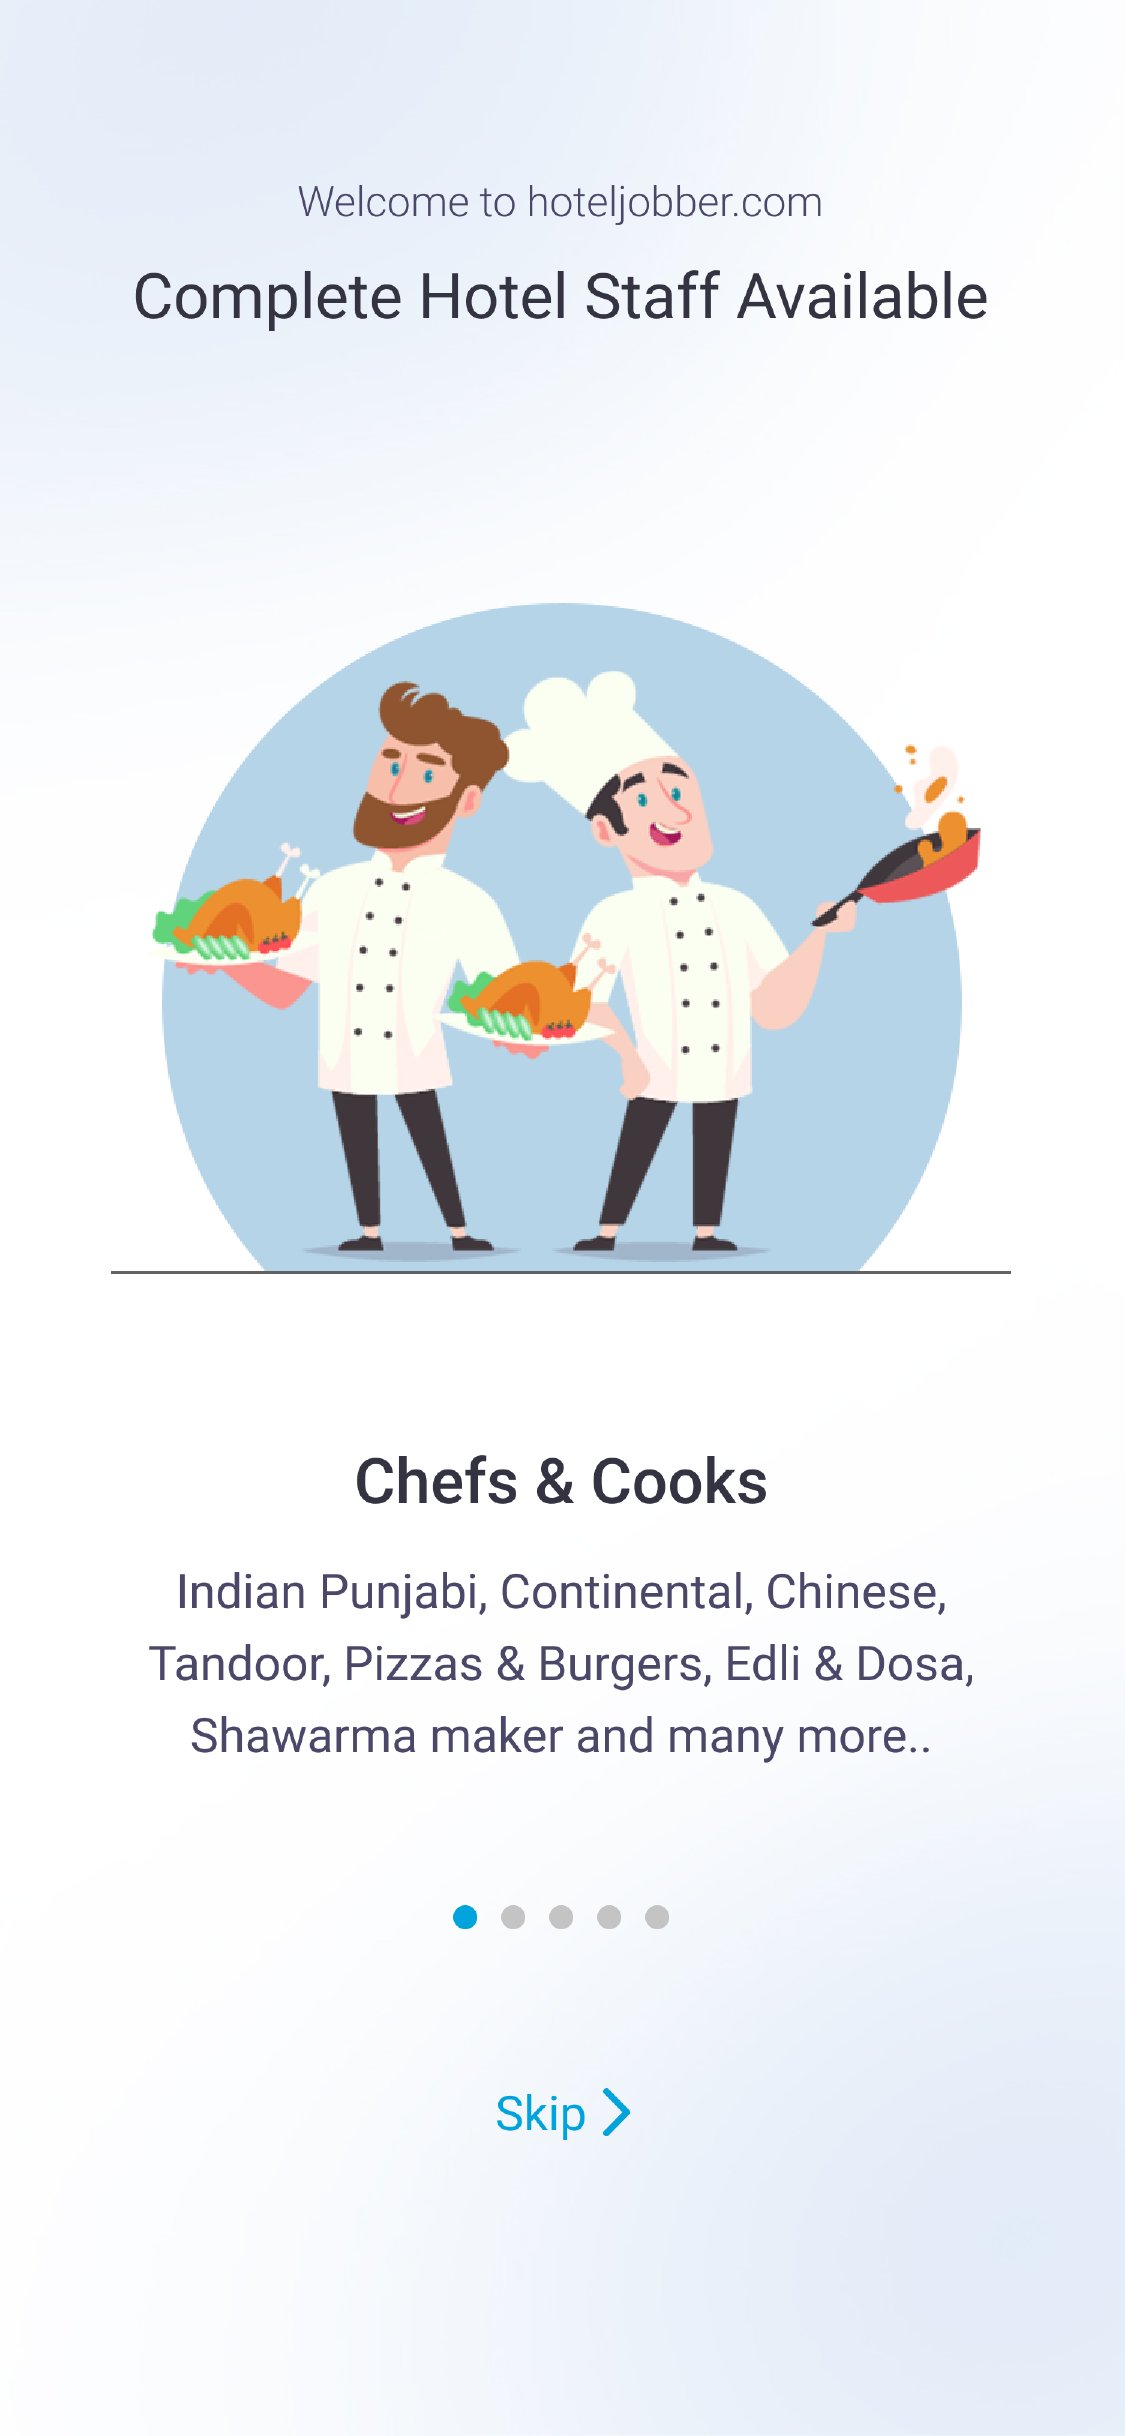 Welcome to hoteljobber.com
Complete Hotel Staff Available
Chefs & Cooks
Indian Punjabi, Continental, Chinese,
Tandoor, Pizzas & Burgers, Edli & Dosa,
Shawarma maker and many more..
Skip